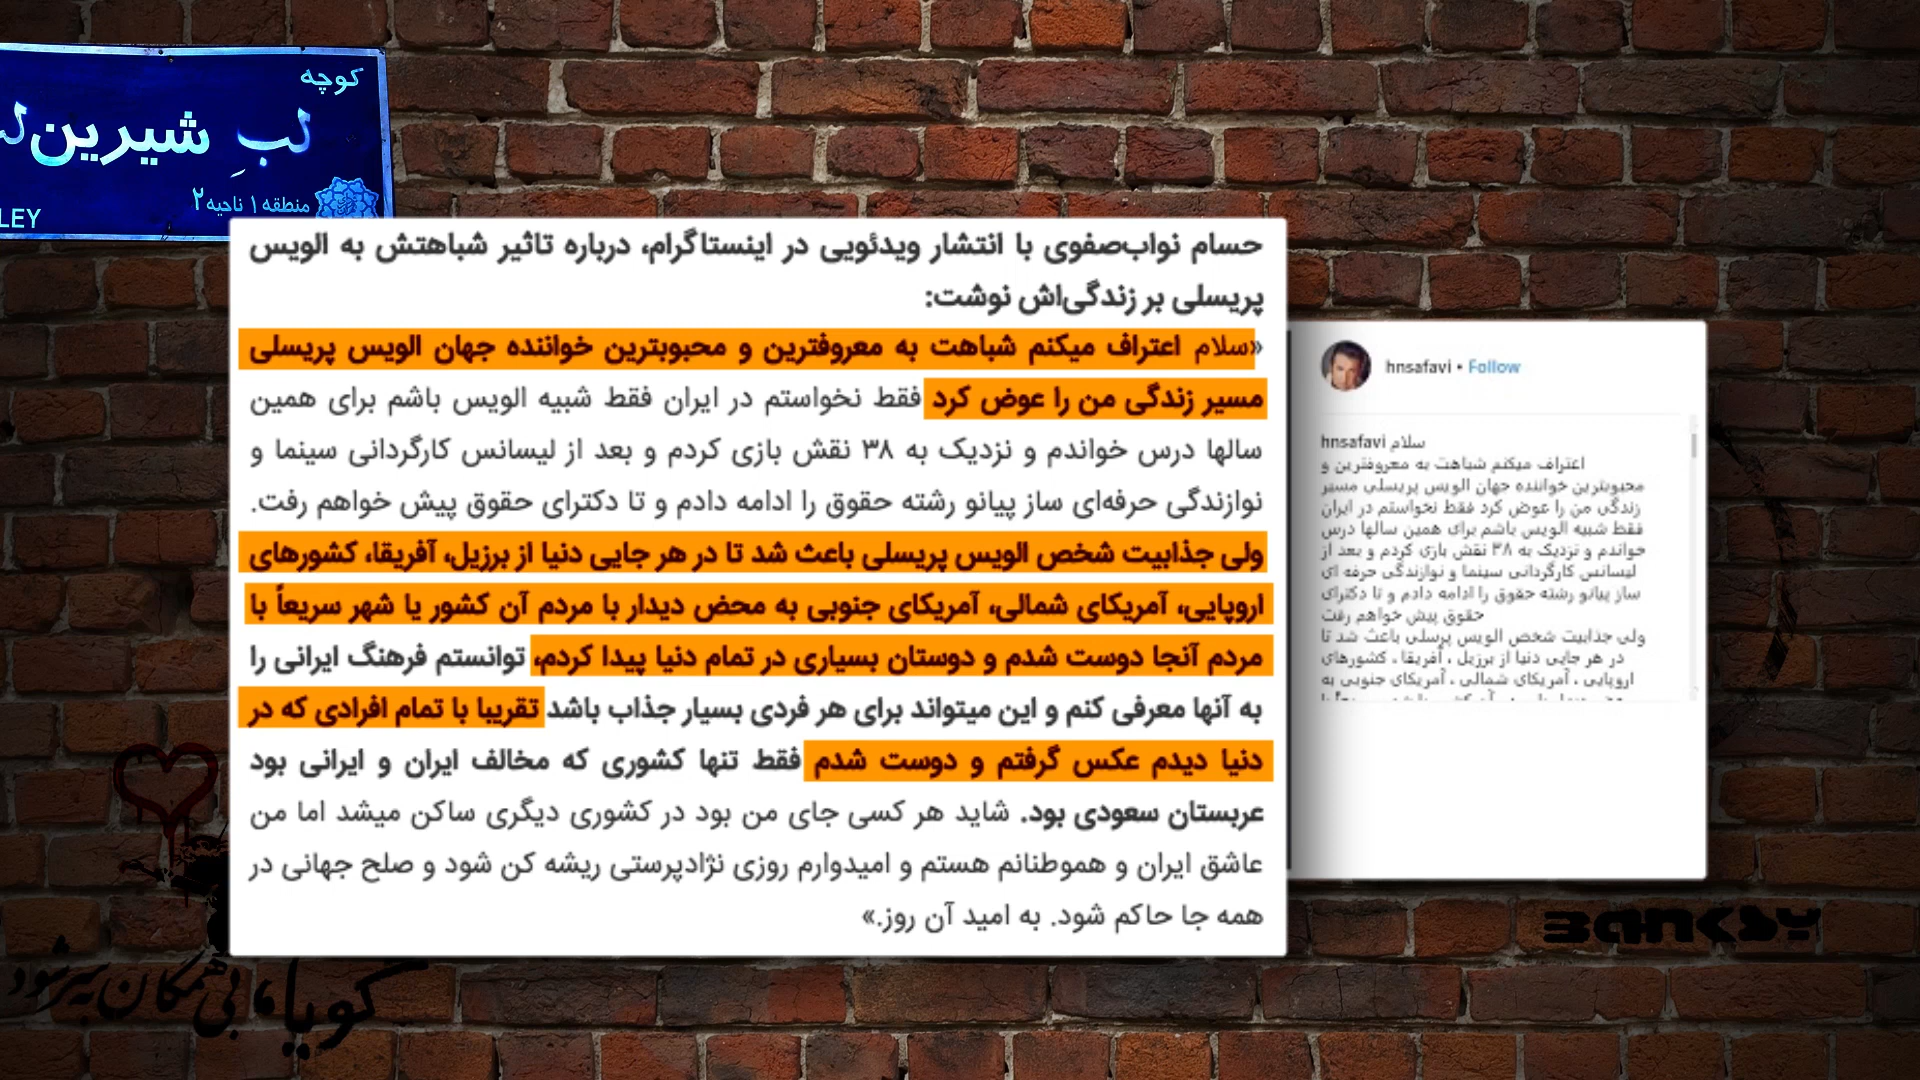 کوچه
لبِ شیرین
منطقه ۱ ناحیه ۲
LEY
حسام نواب‌صفوی با انتشار ویدئویی در اینستاگرام، درباره تاثیر شباهتش به الویس
پریسلی بر زندگی‌اش نوشت:
«سلام اعتراف میکنم شباهت به معروفترین و محبوبترین خواننده جهان الویس پریسلی
مسیر زندگی من را عوض کرد فقط نخواستم در ایران فقط شبیه الویس باشم برای همین
سالها درس خواندم و نزدیک به ۳۸ نقش بازی کردم و بعد از لیسانس کارگردانی سینما و
نوازندگی حرفه‌ای ساز پیانو رشته حقوق را ادامه دادم و تا دکترای حقوق پیش خواهم رفت.
ولی جذابیت شخص الویس پریسلی باعث شد تا در هر جایی دنیا از برزیل، آفریقا، کشورهای
اروپایی، آمریکای شمالی، آمریکای جنوبی به محض دیدار با مردم آن کشور یا شهر سریعاً با
مردم آنجا دوست شدم و دوستان بسیاری در تمام دنیا پیدا کردم، توانستم فرهنگ ایرانی را
به آنها معرفی کنم و این میتواند برای هر فردی بسیار جذاب باشد تقریبا با تمام افرادی که در
دنیا دیدم عکس گرفتم و دوست شدم فقط تنها کشوری که مخالف ایران و ایرانی بود
عربستان سعودی بود. شاید هر کسی جای من بود در کشوری دیگری ساکن میشد اما من
عاشق ایران و هموطنانم هستم و امیدوارم روزی نژادپرستی ریشه کن شود و صلح جهانی در
همه جا حاکم شود. به امید آن روز.»
hnsafavi • Follow
hnsafavi سلام
اعتراف میکنم شباهت به معروفترین و
محبوبترین خواننده جهان الویس پریسلی مسیر
زندگی من را عوض کرد فقط نخواستم در ایران
فقط شبیه الویس باشم برای همین سالها درس
خواندم و نزدیک به ۳۸ نقش بازی کردم و بعد از
لیسانس کارگردانی سینما و نوازندگی حرفه ای
ساز پیانو رشته حقوق را ادامه دادم و تا دکترای
حقوق پیش خواهم رفت
ولی جذابیت شخص الویس پرسلی باعث شد تا
در هر جایی دنیا از برزیل ، آفریقا ، کشورهای
اروپایی ، آمریکای شمالی ، آمریکای جنوبی به
BANKSY
کوپا، بی همگان بسر شود